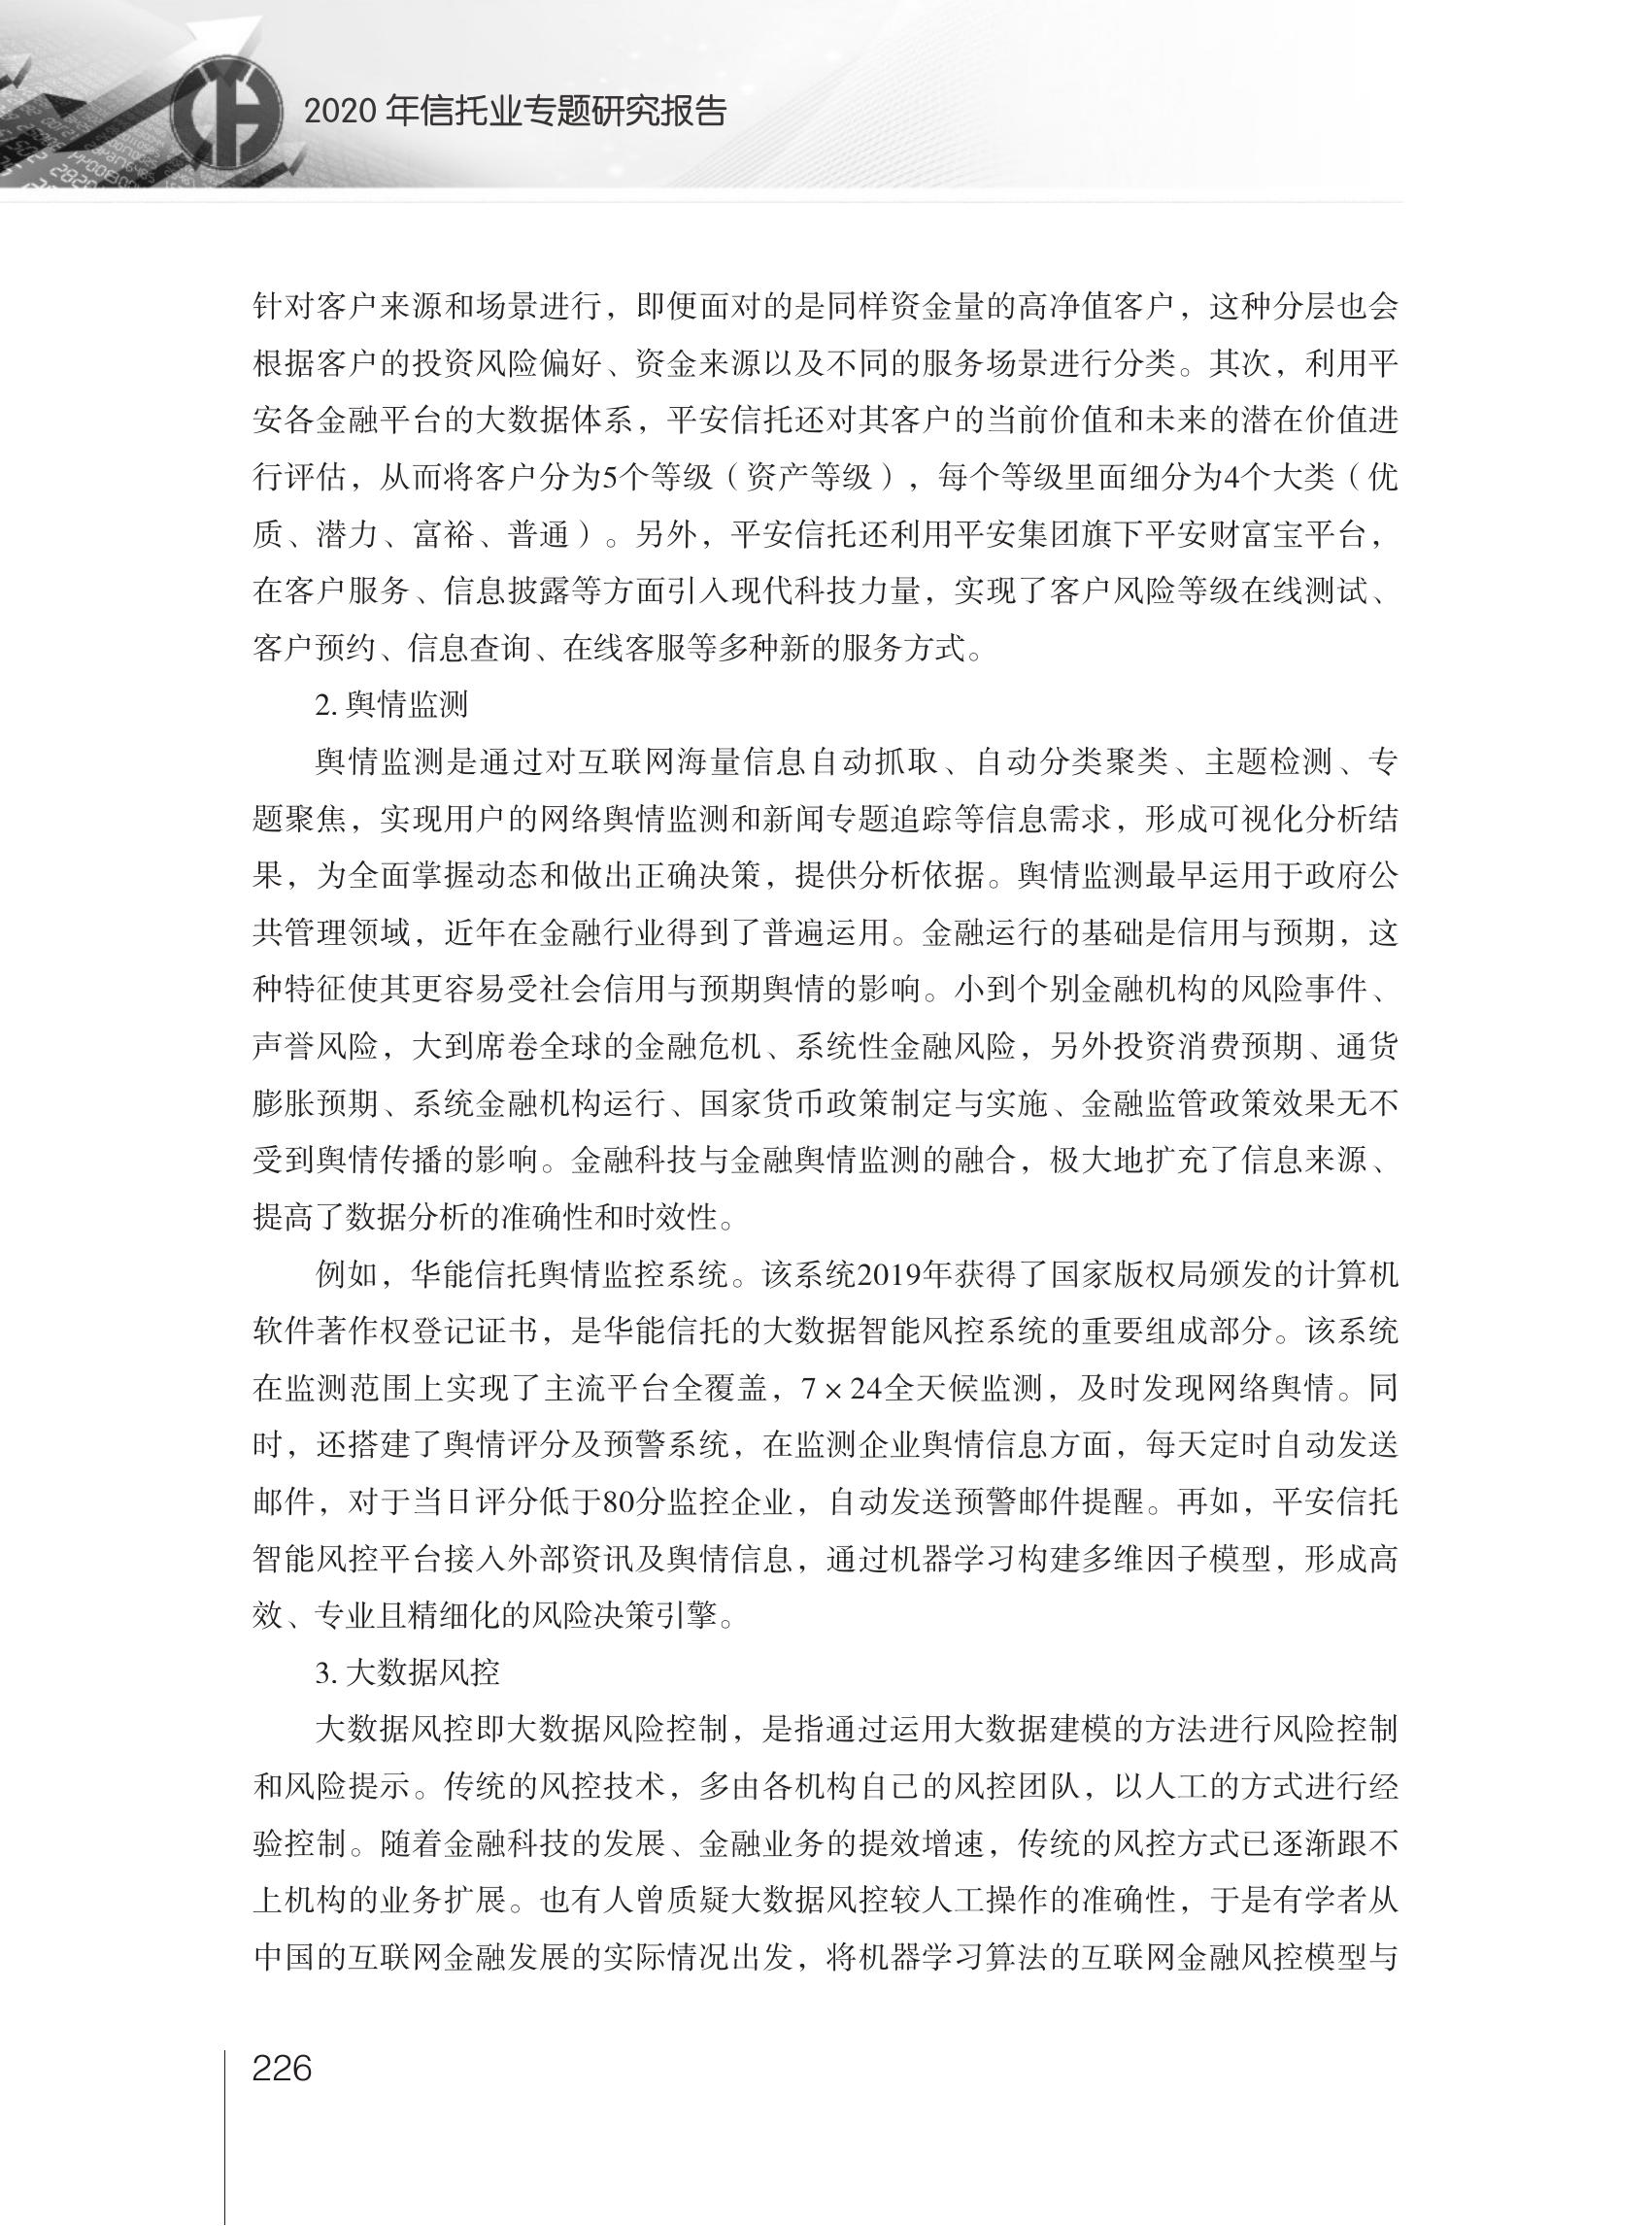 2020 年信托业专题研究报告
针对客户来源和场景进行，即便面对的是同样资金量的高净值客户，这种分层也会
根据客户的投资风险偏好、资金来源以及不同的服务场景进行分类。其次，利用平
安各金融平台的大数据体系，平安信托还对其客户的当前价值和未来的潜在价值进
行评估，从而将客户分为5个等级（资产等级），每个等级里面细分为4个大类（优
质、潜力、富裕、普通）。另外，平安信托还利用平安集团旗下平安财富宝平台，
在客户服务、信息披露等方面引入现代科技力量，实现了客户风险等级在线测试、
客户预约、信息查询、在线客服等多种新的服务方式。
2. 舆情监测
舆情监测是通过对互联网海量信息自动抓取、自动分类聚类、主题检测、专
题聚焦，实现用户的网络舆情监测和新闻专题追踪等信息需求，形成可视化分析结
果，为全面掌握动态和做出正确决策，提供分析依据。舆情监测最早运用于政府公
共管理领域，近年在金融行业得到了普遍运用。金融运行的基础是信用与预期，这
种特征使其更容易受社会信用与预期舆情的影响。小到个别金融机构的风险事件、
声誉风险，大到席卷全球的金融危机、系统性金融风险，另外投资消费预期、通货
膨胀预期、系统金融机构运行、国家货币政策制定与实施、金融监管政策效果无不
受到舆情传播的影响。金融科技与金融舆情监测的融合，极大地扩充了信息来源、
提高了数据分析的准确性和时效性。
例如，华能信托舆情监控系统。该系统2019年获得了国家版权局颁发的计算机
软件著作权登记证书，是华能信托的大数据智能风控系统的重要组成部分。该系统
在监测范围上实现了主流平台全覆盖，7 × 24全天候监测，及时发现网络舆情。同
时，还搭建了舆情评分及预警系统，在监测企业舆情信息方面，每天定时自动发送
邮件，对于当日评分低于80分监控企业，自动发送预警邮件提醒。再如，平安信托
智能风控平台接入外部资讯及舆情信息，通过机器学习构建多维因子模型，形成高
效、专业且精细化的风险决策引擎。
3. 大数据风控
大数据风控即大数据风险控制，是指通过运用大数据建模的方法进行风险控制
和风险提示。传统的风控技术，多由各机构自己的风控团队，以人工的方式进行经
验控制。随着金融科技的发展、金融业务的提效增速，传统的风控方式已逐渐跟不
上机构的业务扩展。也有人曾质疑大数据风控较人工操作的准确性，于是有学者从
中国的互联网金融发展的实际情况出发，将机器学习算法的互联网金融风控模型与
226